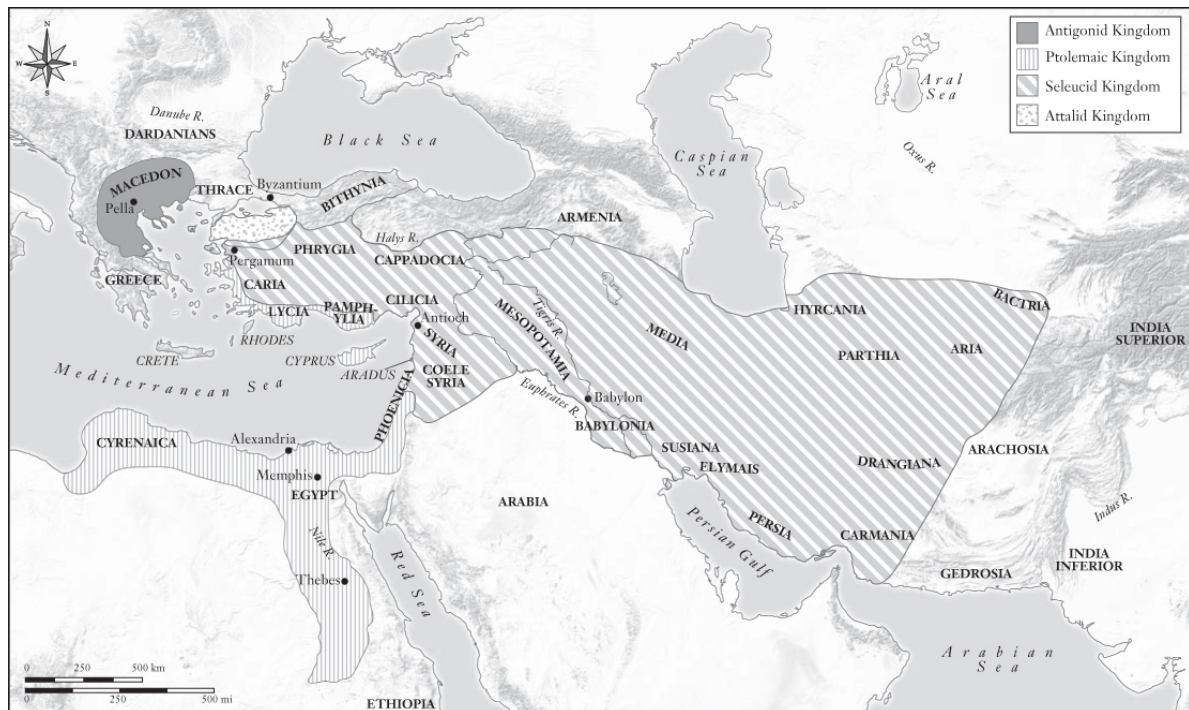 Antigonid Kingdom
Ptolemaic Kingdom
Seleucid Kingdom
Attalid Kingdom
N
W
E
S
Aral
Sea
Danube R.
DARDANIANS
Black Sea
Caspian
Sea
Oxus R.
MACEDON
THRACE
Byzantium
Pella
BITHYNIA
ARMENIA
Halys R.
PHRYGIA
Pergamum
CAPPADOCIA
GREECE
CARIA
HYRCANIA
BACTRIA
CILICIA
LYCIA
PAMPH-
YLIA
Antioch
Tigris R.
MESOPOTAMIA
MEDIA
INDIA
SUPERIOR
RHODES
SYRIA
PARTHIA
ARIA
CRETE
CYPRUS
ARADUS
COELE
SYRIA
Mediterranean Sea
Euphrates R.
Babylon
PHOENICIA
BABYLONIA
CYRENAICA
Alexandria
SUSIANA
ELYMAIS
DRANGIANA
ARACHOSIA
Memphis
EGYPT
ARABIA
Indus R.
Nile R.
Persian Gulf
PERSIA
CARMANIA
Red Sea
Thebes
GEDROSIA
INDIA
INFERIOR
Arabian
Sea
0 250 500 km
0 250 500 mi
ETHIOPIA